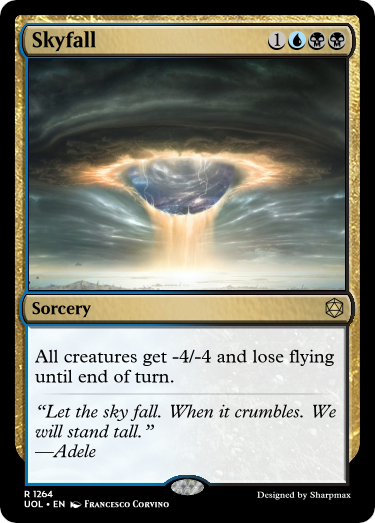 Skyfall 1
Sorcery
All creatures get -4/-4 and lose flying
until end of turn.
“Let the sky fall. When it crumbles. We
will stand tall.”
—Adele
R 1264
UOL • EN Francesco Corvino
Designed by Sharpmax